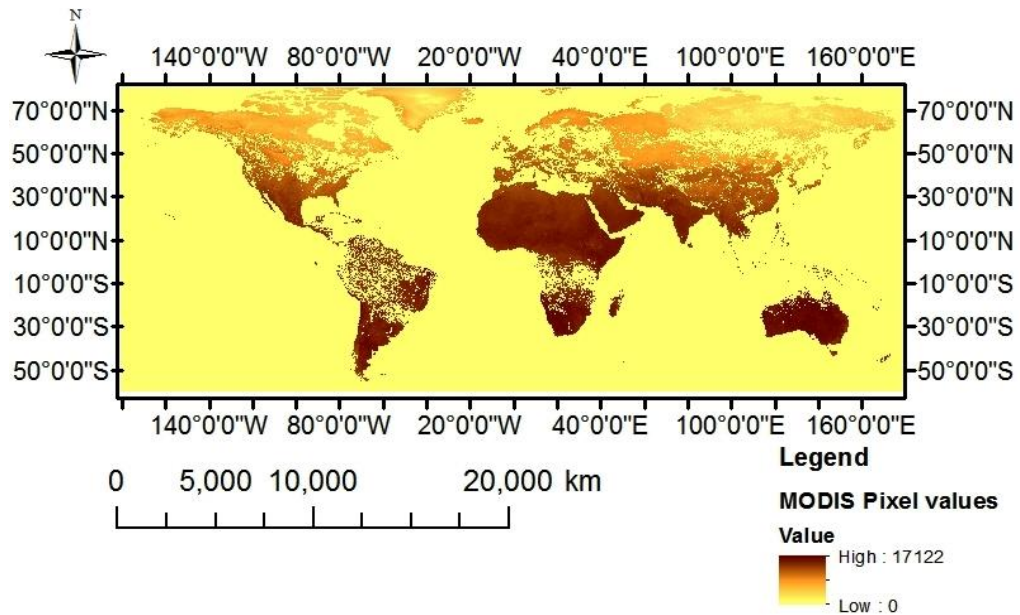 N
140°0'0"W 80°0'0"W 20°0'0"W 40°0'0"E 100°0'0"E 160°0'0"E
70°0'0"N 70°0'0"N
50°0'0"N 50°0'0"N
30°0'0"N 30°0'0"N
10°0'0"N 10°0'0"N
10°0'0"S 10°0'0"S
30°0'0"S 30°0'0"S
50°0'0"S 50°0'0"S
140°0'0"W 80°0'0"W 20°0'0"W 40°0'0"E 100°0'0"E 160°0'0"E
0 5,000 10,000 20,000 km
Legend
MODIS Pixel values
Value
High : 17122
Low : 0